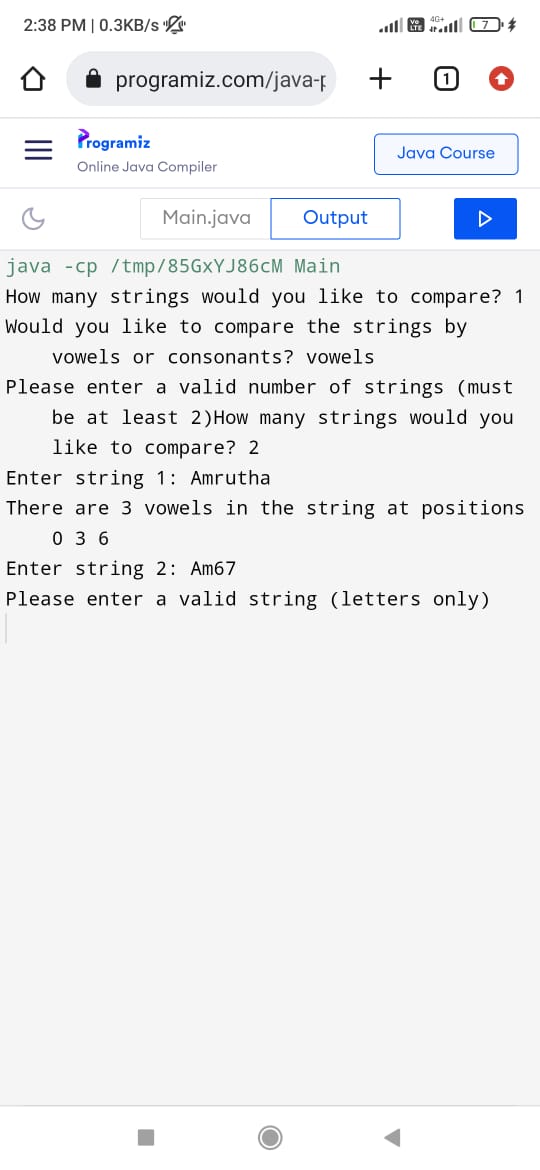 2:38 PM | 0.3KB/s
Vo LTE 4G+ 7
programiz.com/java-p
1
Programiz
Online Java Compiler
Java Course
Main.java Output
java -cp /tmp/85GxYJ86cM Main
How many strings would you like to compare? 1
Would you like to compare the strings by
vowels or consonants? vowels
Please enter a valid number of strings (must
be at least 2)How many strings would you
like to compare? 2
Enter string 1: Amrutha
There are 3 vowels in the string at positions
0 3 6
Enter string 2: Am67
Please enter a valid string (letters only)